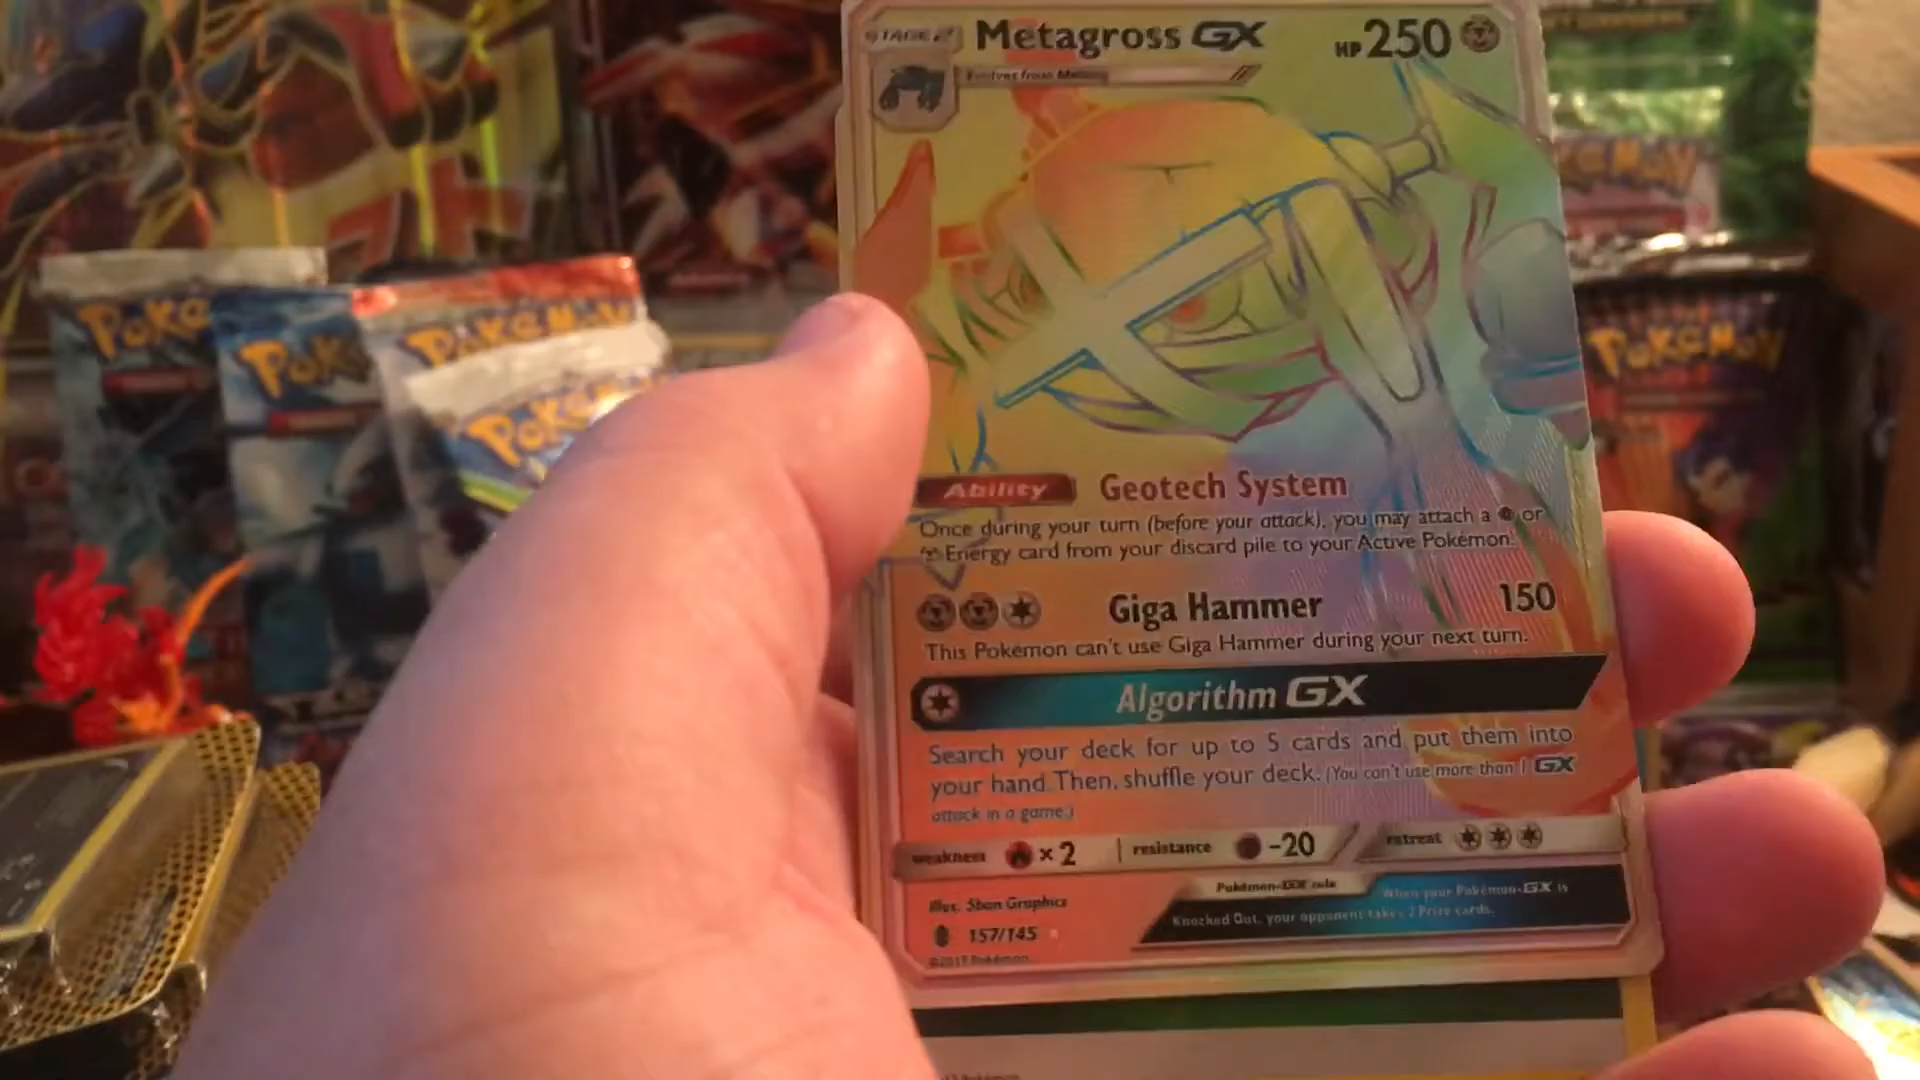 STAGE 2 Metagross GX HP 250
Evolves from Metang
Pokémon
Pokémon
Pokémon
Pokémon
Pokémon
Pokémon
Ability Geotech System
Once during your turn (before your attack), you may attach a or
Energy card from your discard pile to your Active Pokémon.
Giga Hammer 150
This Pokémon can't use Giga Hammer during your next turn.
Algorithm GX
Search your deck for up to 5 cards and put them into
your hand. Then, shuffle your deck. (You can't use more than 1 GX
attack in a game.)
weakness ×2 resistance -20 retreat
Pokémon-GX rule When your Pokémon-GX is
Knocked Out, your opponent takes 2 Prize cards.
Illus. 5ban Graphics
157/145
©2017 Pokémon